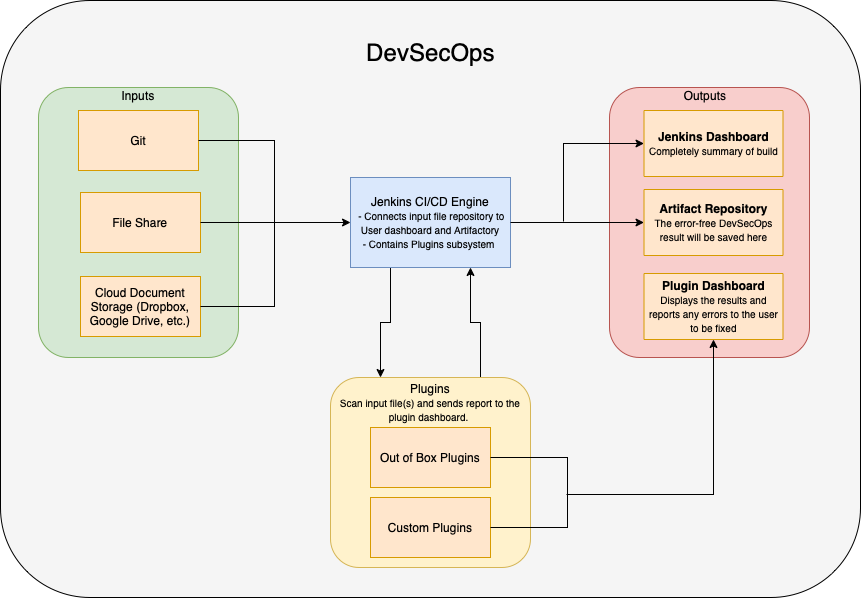 DevSecOps
Inputs
Git
File Share
Cloud Document
Storage (Dropbox,
Google Drive, etc.)
Jenkins CI/CD Engine
- Connects input file repository to
User dashboard and Artifactory
- Contains Plugins subsystem
Outputs
Jenkins Dashboard
Completely summary of build
Artifact Repository
The error-free DevSecOps
result will be saved here
Plugin Dashboard
Displays the results and
reports any errors to the user
to be fixed
Plugins
Scan input file(s) and sends report to the
plugin dashboard.
Out of Box Plugins
Custom Plugins